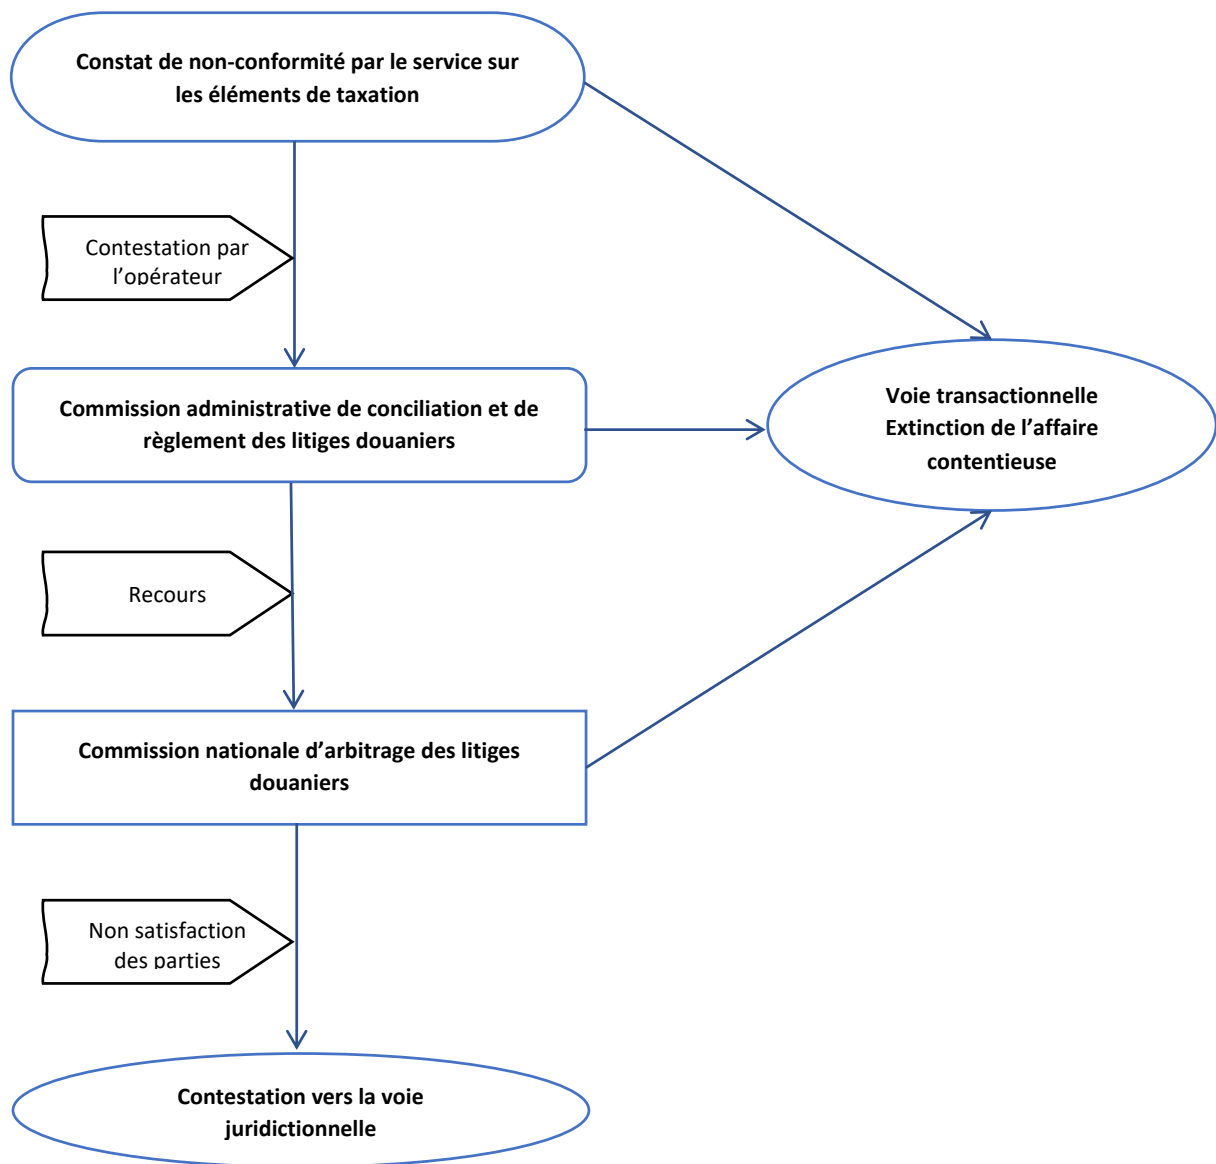 Constat de non-conformité par le service sur
les éléments de taxation
Contestation par
l’opérateur
Commission administrative de conciliation et de
règlement des litiges douaniers
Voie transactionnelle
Extinction de l’affaire
contentieuse
Recours
Commission nationale d’arbitrage des litiges
douaniers
Non satisfaction
des parties
Contestation vers la voie
juridictionnelle